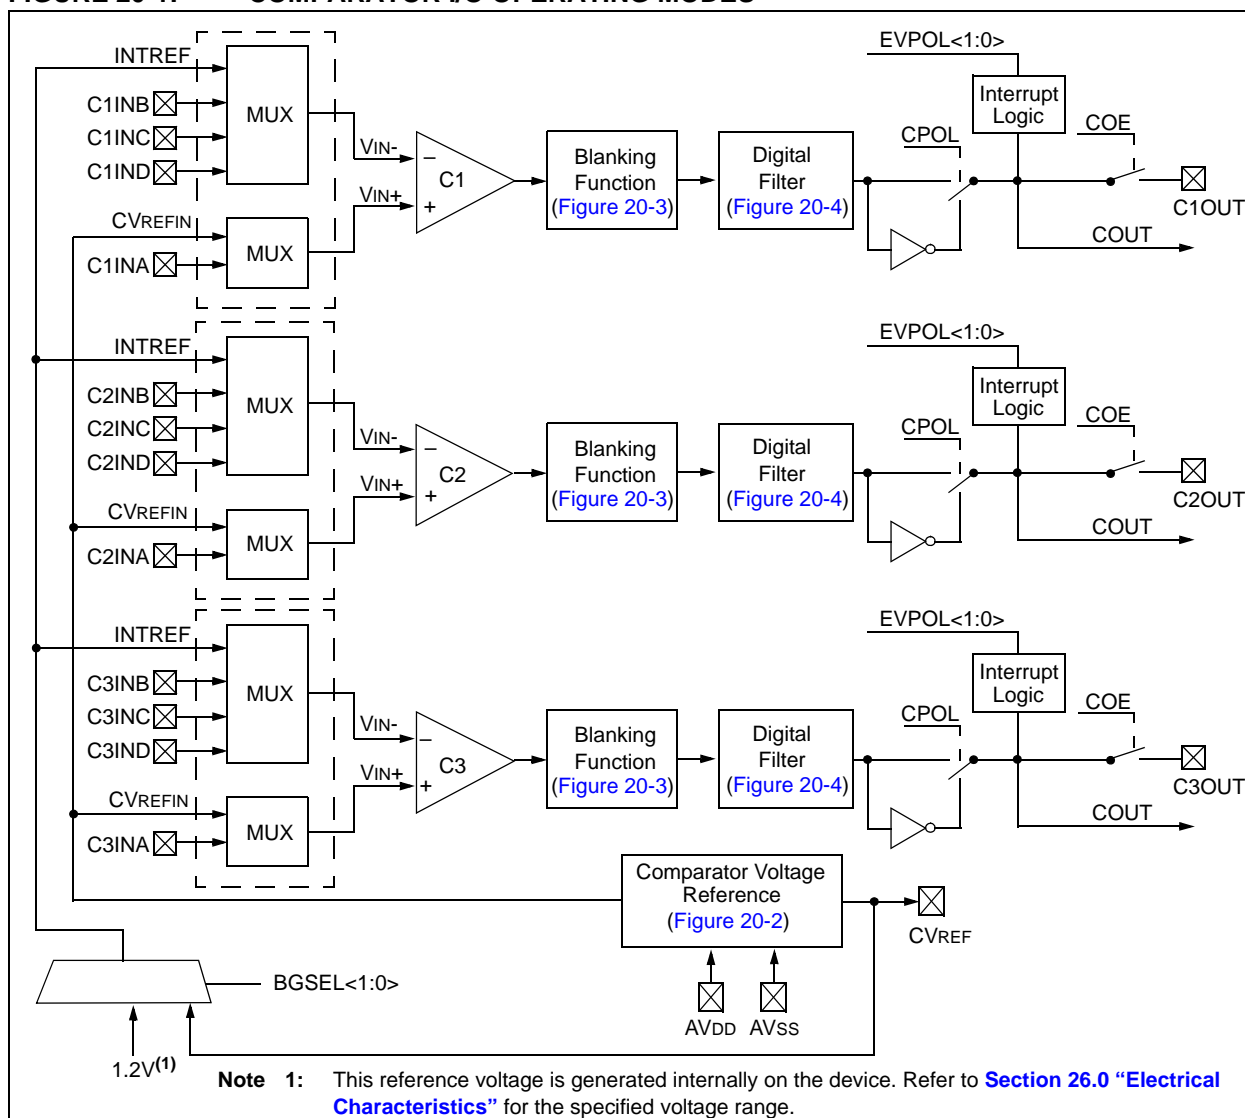 INTREF
C1INB
C1INC
C1IND
MUX
CVREFIN
C1INA
MUX
VIN-
VIN+
–
C1
+
Blanking
Function
(Figure 20-3)
Digital
Filter
(Figure 20-4)
CPOL
EVPOL<1:0>
Interrupt
Logic
COE
C1OUT
COUT
INTREF
C2INB
C2INC
C2IND
MUX
CVREFIN
C2INA
MUX
VIN-
VIN+
–
C2
+
Blanking
Function
(Figure 20-3)
Digital
Filter
(Figure 20-4)
CPOL
EVPOL<1:0>
Interrupt
Logic
COE
C2OUT
COUT
INTREF
C3INB
C3INC
C3IND
MUX
CVREFIN
C3INA
MUX
VIN-
VIN+
–
C3
+
Blanking
Function
(Figure 20-3)
Digital
Filter
(Figure 20-4)
CPOL
EVPOL<1:0>
Interrupt
Logic
COE
C3OUT
COUT
Comparator Voltage
Reference
(Figure 20-2)
CVREF
AVDD
AVSS
BGSEL<1:0>
1.2V(1)
Note 1: This reference voltage is generated internally on the device. Refer to Section 26.0 “Electrical
Characteristics” for the specified voltage range.